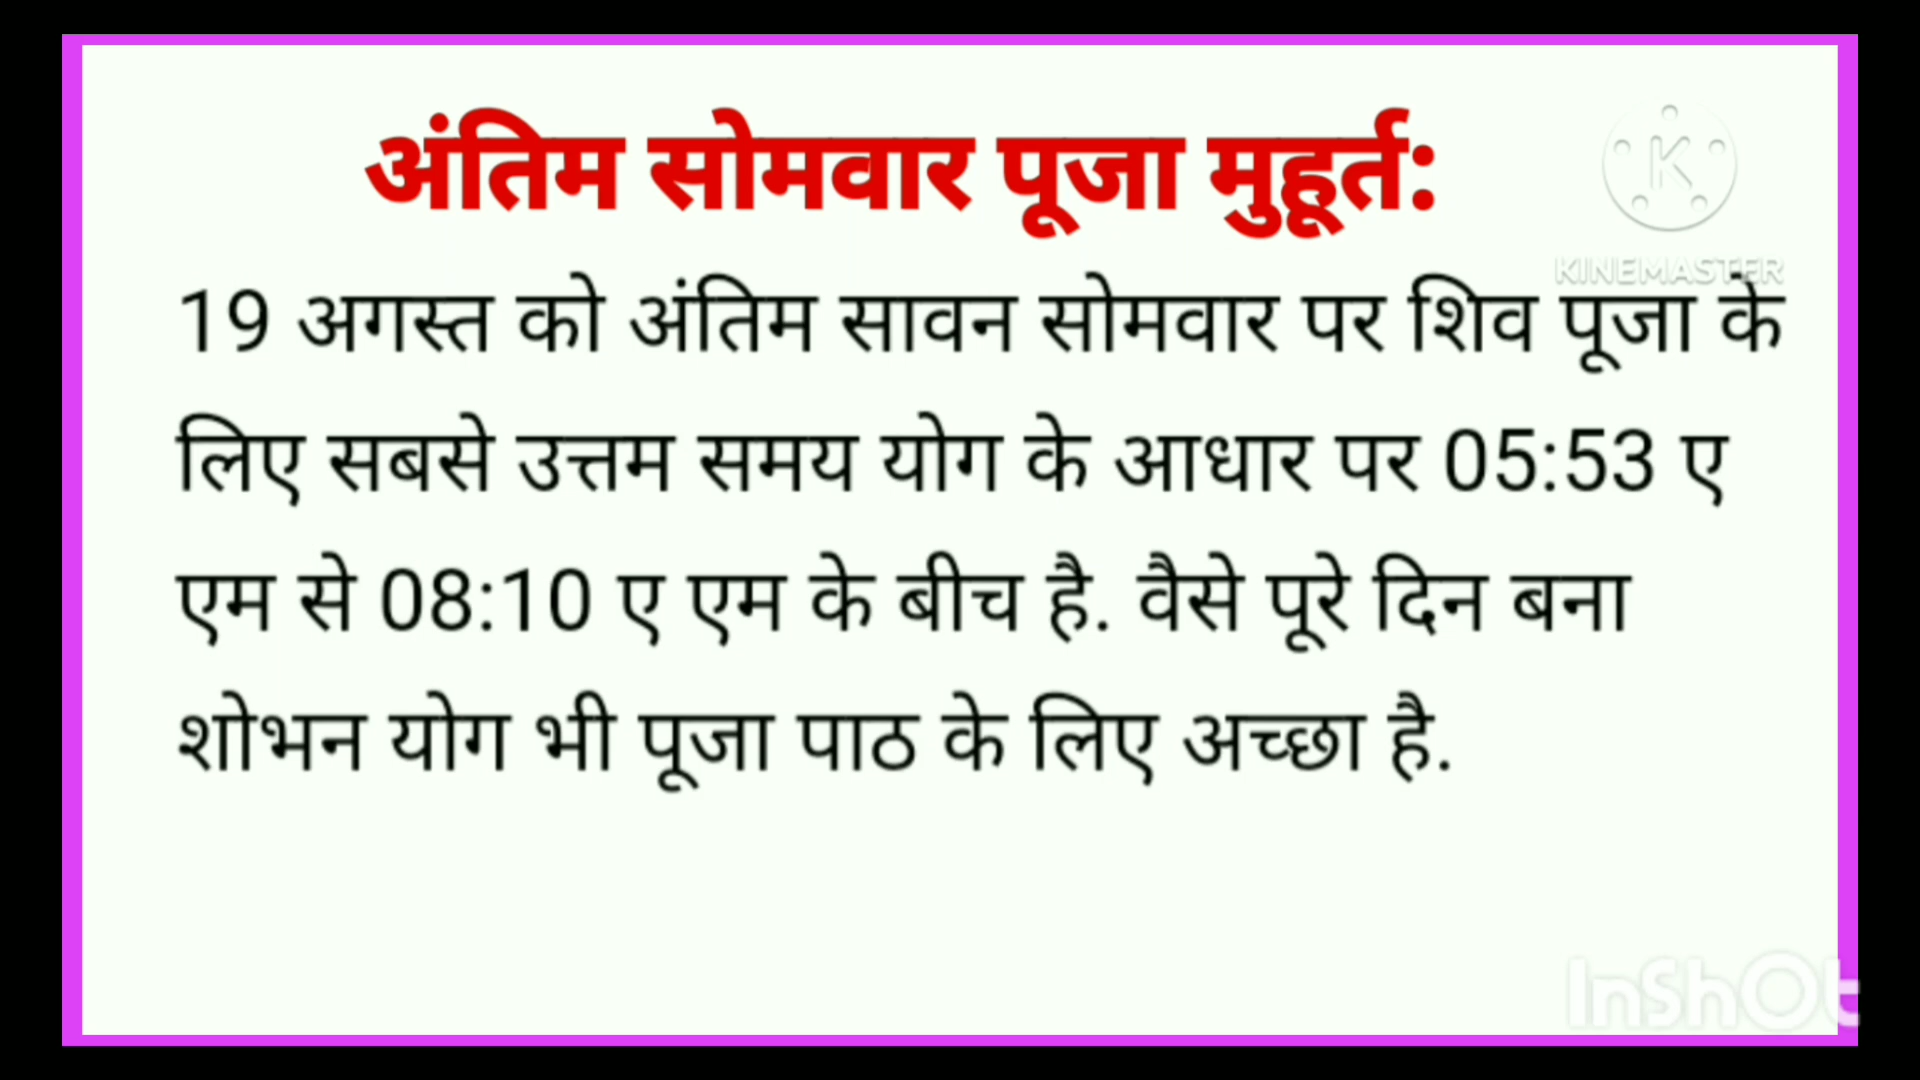 अंतिम सोमवार पूजा मुहूर्त:
KINEMASTER
19 अगस्त को अंतिम सावन सोमवार पर शिव पूजा के
लिए सबसे उत्तम समय योग के आधार पर 05:53 ए
एम से 08:10 ए एम के बीच है. वैसे पूरे दिन बना
शोभन योग भी पूजा पाठ के लिए अच्छा है.
InShOt